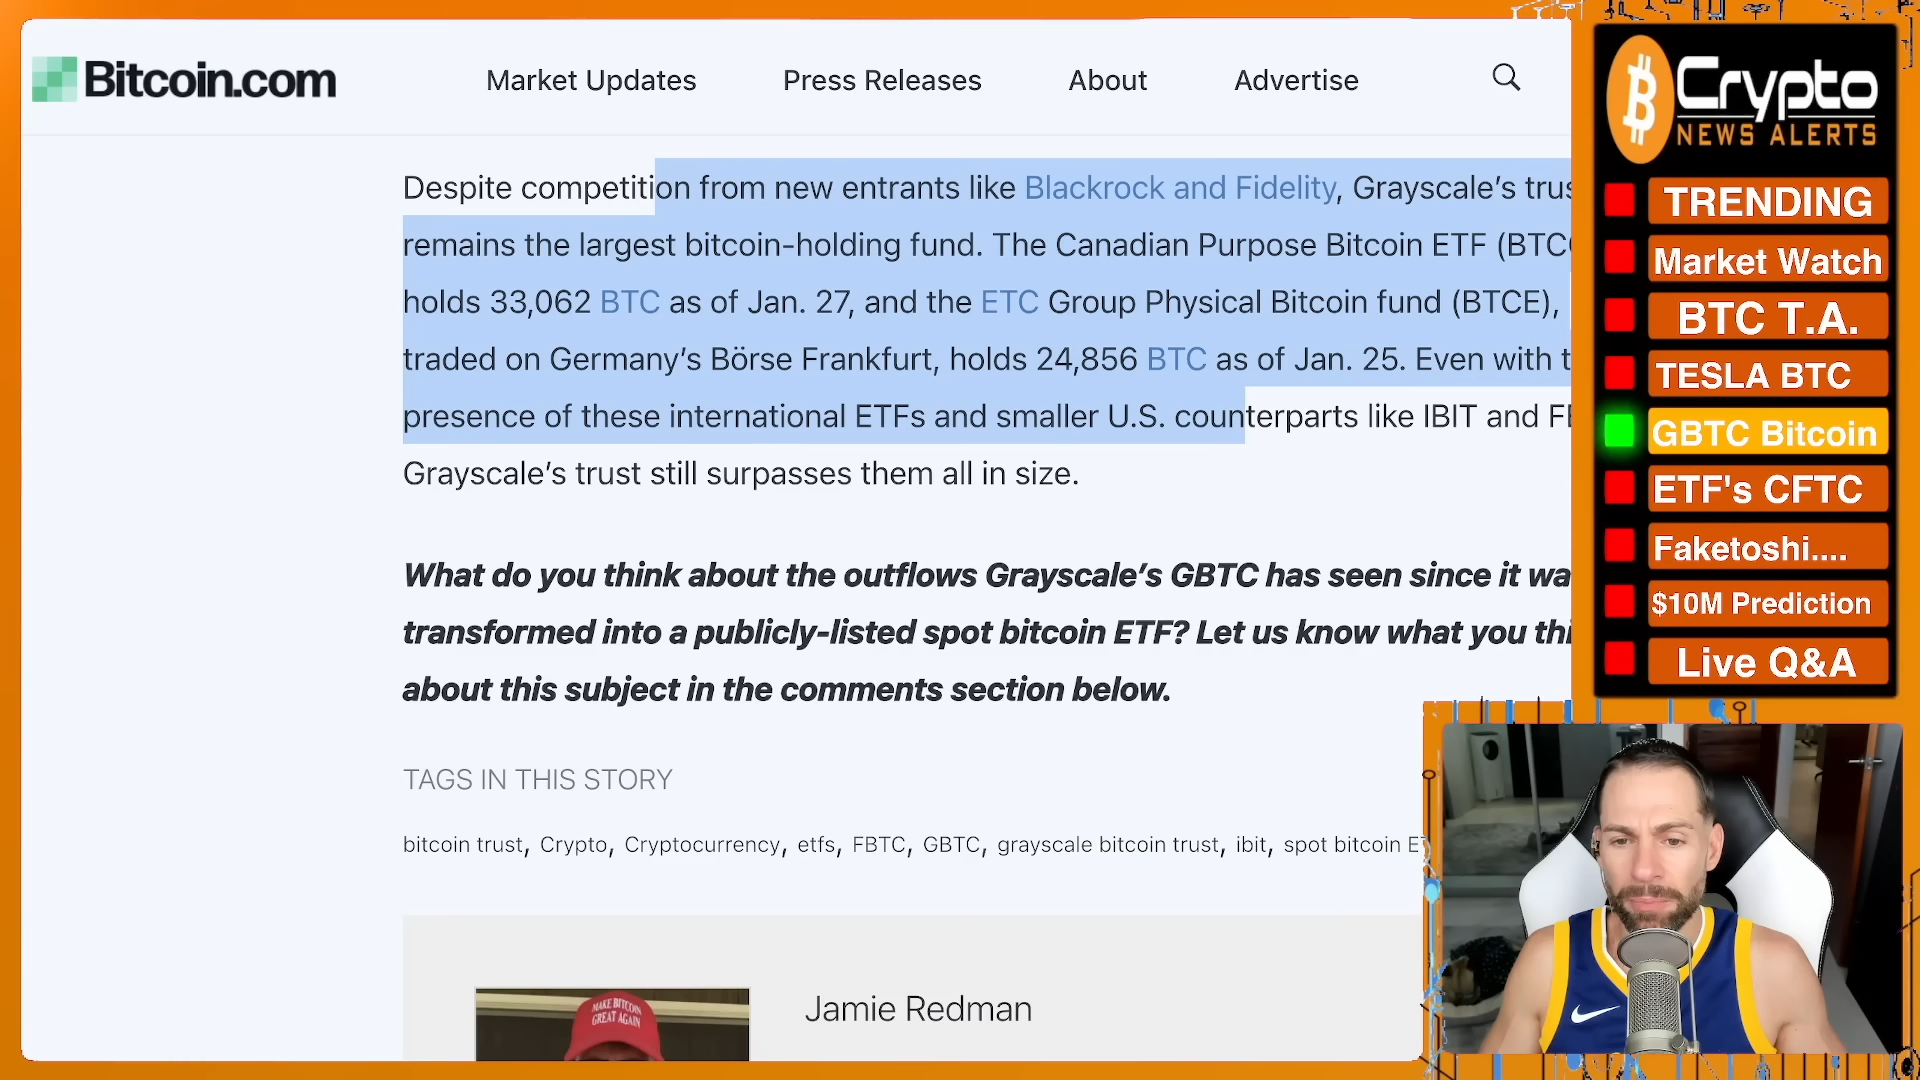 Bitcoin.com
Market Updates
Press Releases
About
Advertise
Despite competition from new entrants like Blackrock and Fidelity, Grayscale’s
remains the largest bitcoin-holding fund. The Canadian Purpose Bitcoin ETF
holds 33,062 BTC as of Jan. 27, and the ETC Group Physical Bitcoin fund (BTCE),
traded on Germany’s Börse Frankfurt, holds 24,856 BTC as of Jan. 25. Even with
presence of these international ETFs and smaller U.S. counterparts like IBIT and
Grayscale’s trust still surpasses them all in size.
What do you think about the outflows Grayscale’s GBTC has seen since it
transformed into a publicly-listed spot bitcoin ETF? Let us know what you
about this subject in the comments section below.
TAGS IN THIS STORY
bitcoin trust, Crypto, Cryptocurrency, etfs, FBTC, GBTC, grayscale bitcoin trust, ibit, spot bitcoin
MAKE BITCOIN
GREAT AGAIN
Jamie Redman
Crypto
NEWS ALERTS
TRENDING
Market Watch
BTC T.A.
TESLA BTC
GBTC Bitcoin
ETF's CFTC
Faketoshi....
$10M Prediction
Live Q&A